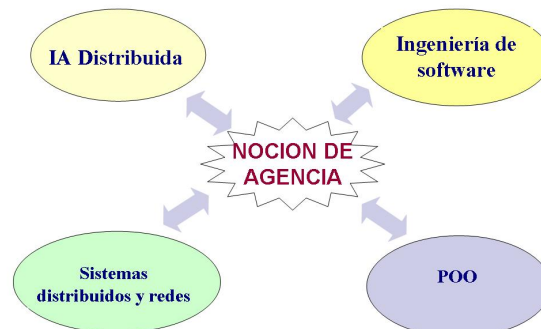 IA Distribuida
Ingeniería de
software
NOCION DE
AGENCIA
Sistemas
distribuidos y redes
POO